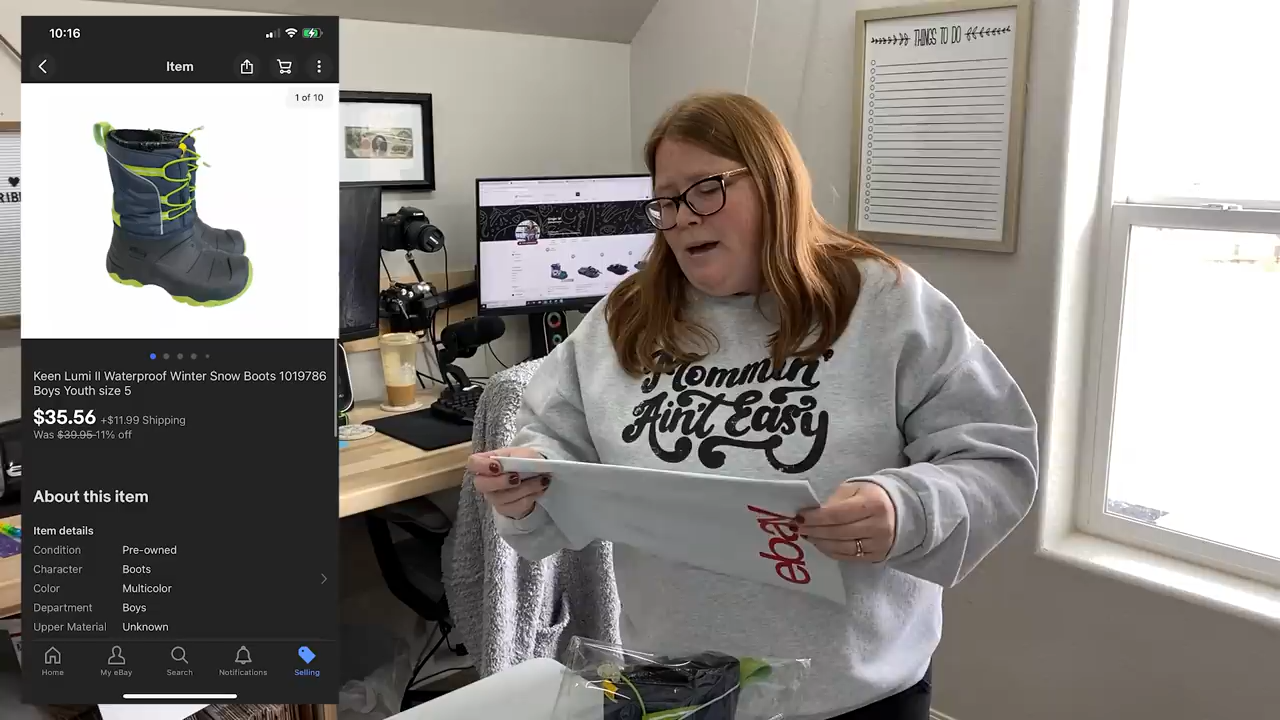 10:16
Item
1 of 10
Keen Lumi II Waterproof Winter Snow Boots 1019786
Boys Youth size 5
$35.56 +$11.99 Shipping
Was $39.95 11% off
About this item
Item details
Condition Pre-owned
Character Boots
Color Multicolor
Department Boys
Upper Material Unknown
Home My eBay Search Notifications Selling
THINGS TO DO
Mommin'
Ain't Easy
ebay